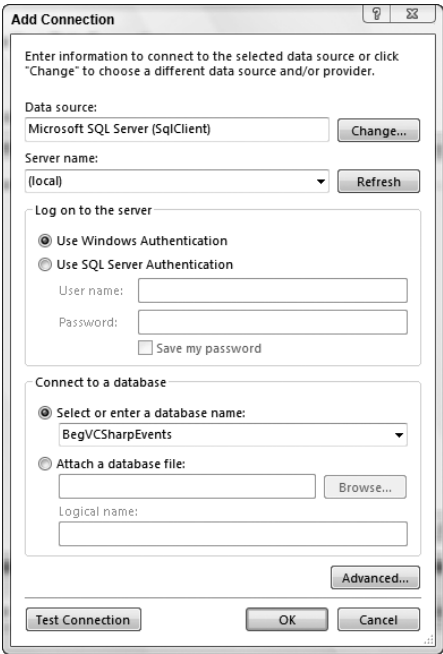 Add Connection
?
Enter information to connect to the selected data source or click
"Change" to choose a different data source and/or provider.
Data source:
Microsoft SQL Server (SqlClient)
Change...
Server name:
(local)
Refresh
Log on to the server
Use Windows Authentication
Use SQL Server Authentication
User name:
Password:
Save my password
Connect to a database
Select or enter a database name:
BegVCSharpEvents
Attach a database file:
Browse...
Logical name:
Advanced...
Test Connection
OK
Cancel